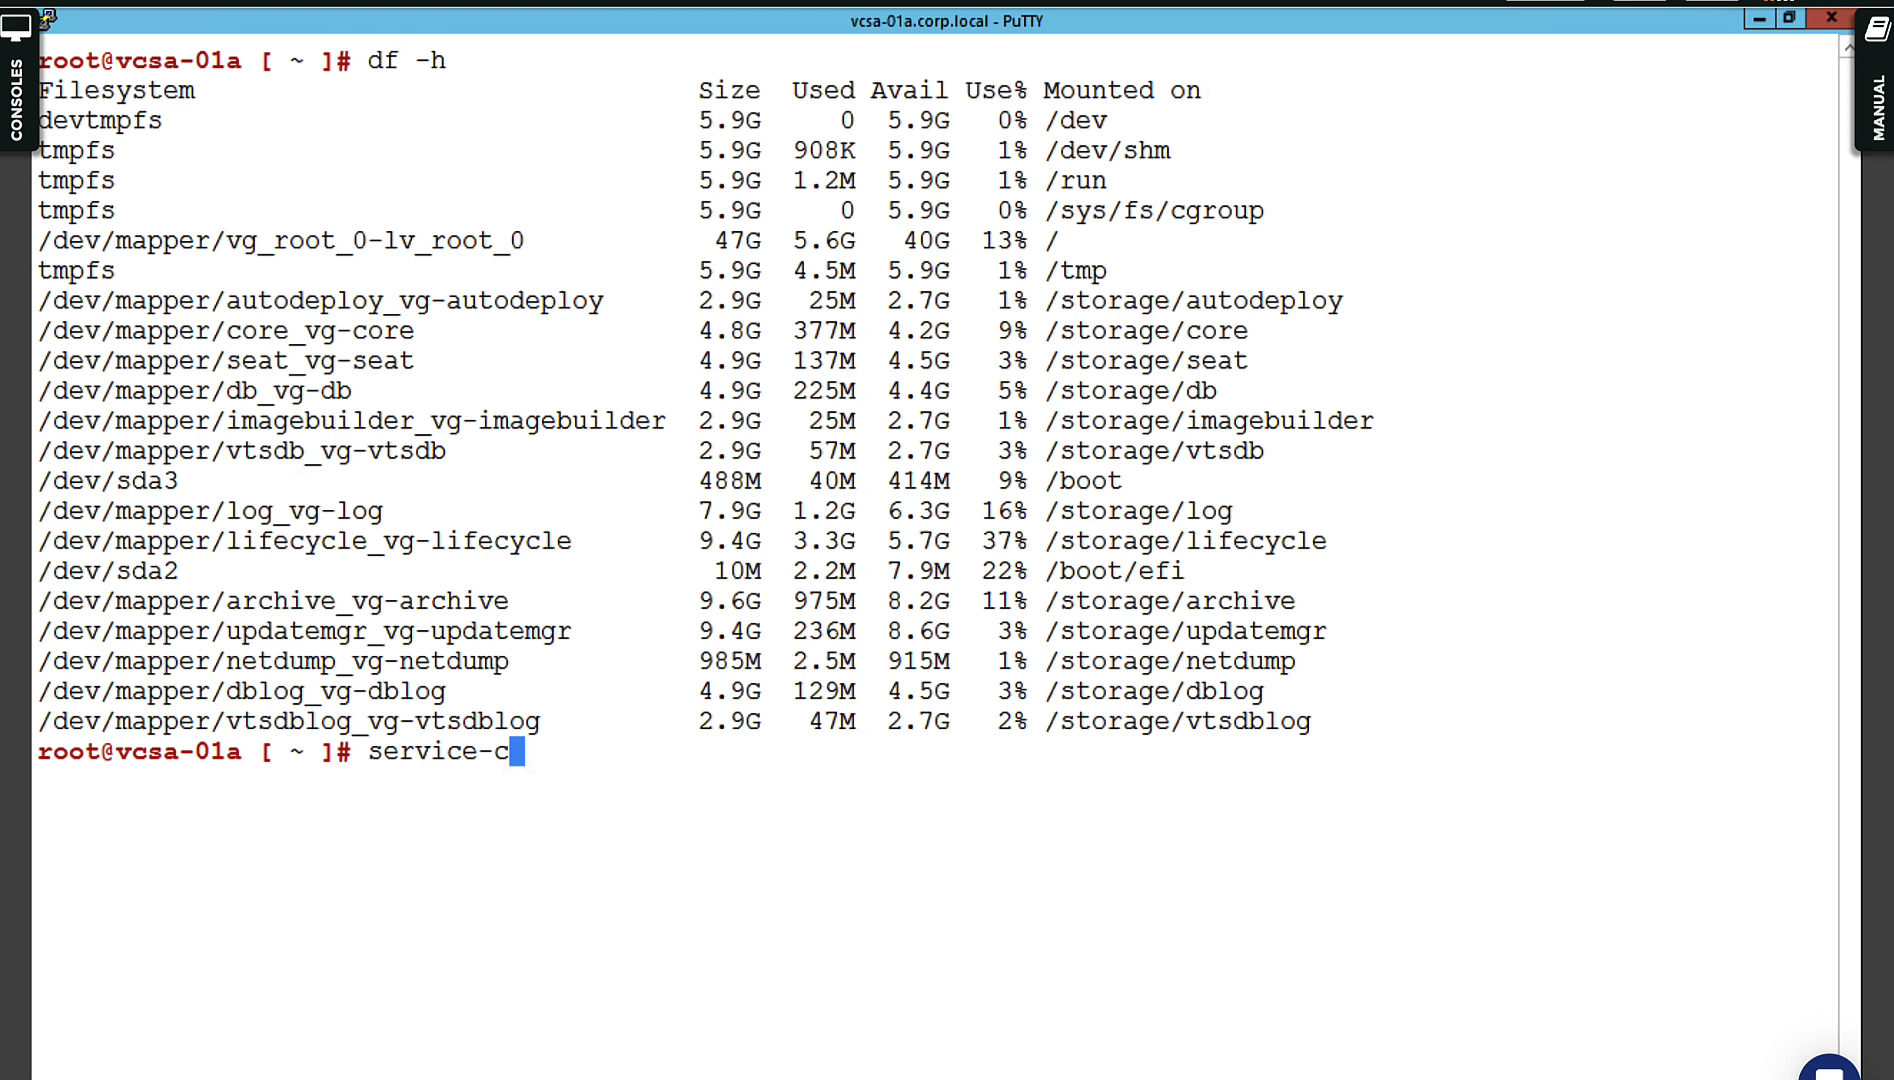 vcsa-01a.corp.local - PuTTY
CONSOLES
MANUAL
root@vcsa-01a [ ~ ]# df -h
Filesystem Size Used Avail Use% Mounted on
devtmpfs 5.9G 0 5.9G 0% /dev
tmpfs 5.9G 908K 5.9G 1% /dev/shm
tmpfs 5.9G 1.2M 5.9G 1% /run
tmpfs 5.9G 0 5.9G 0% /sys/fs/cgroup
/dev/mapper/vg_root_0-lv_root_0 47G 5.6G 40G 13% /
tmpfs 5.9G 4.5M 5.9G 1% /tmp
/dev/mapper/autodeploy_vg-autodeploy 2.9G 25M 2.7G 1% /storage/autodeploy
/dev/mapper/core_vg-core 4.8G 377M 4.2G 9% /storage/core
/dev/mapper/seat_vg-seat 4.9G 137M 4.5G 3% /storage/seat
/dev/mapper/db_vg-db 4.9G 225M 4.4G 5% /storage/db
/dev/mapper/imagebuilder_vg-imagebuilder 2.9G 25M 2.7G 1% /storage/imagebuilder
/dev/mapper/vtsdb_vg-vtsdb 2.9G 57M 2.7G 3% /storage/vtsdb
/dev/sda3 488M 40M 414M 9% /boot
/dev/mapper/log_vg-log 7.9G 1.2G 6.3G 16% /storage/log
/dev/mapper/lifecycle_vg-lifecycle 9.4G 3.3G 5.7G 37% /storage/lifecycle
/dev/sda2 10M 2.2M 7.9M 22% /boot/efi
/dev/mapper/archive_vg-archive 9.6G 975M 8.2G 11% /storage/archive
/dev/mapper/updatemgr_vg-updatemgr 9.4G 236M 8.6G 3% /storage/updatemgr
/dev/mapper/netdump_vg-netdump 985M 2.5M 915M 1% /storage/netdump
/dev/mapper/dblog_vg-dblog 4.9G 129M 4.5G 3% /storage/dblog
/dev/mapper/vtsdblog_vg-vtsdblog 2.9G 47M 2.7G 2% /storage/vtsdblog
root@vcsa-01a [ ~ ]# service-c